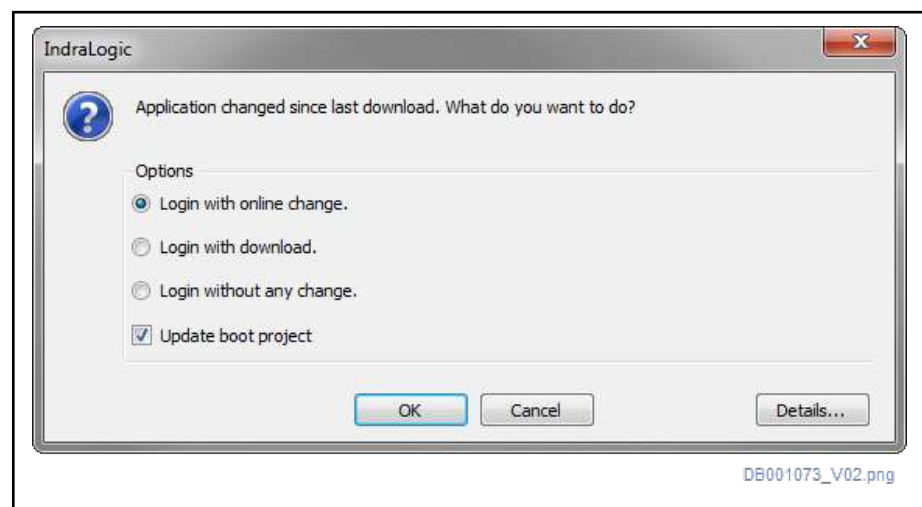 IndraLogic
Application changed since last download. What do you want to do?
Options
Login with online change.
Login with download.
Login without any change.
Update boot project
OK Cancel Details...
DB001073_V02.png